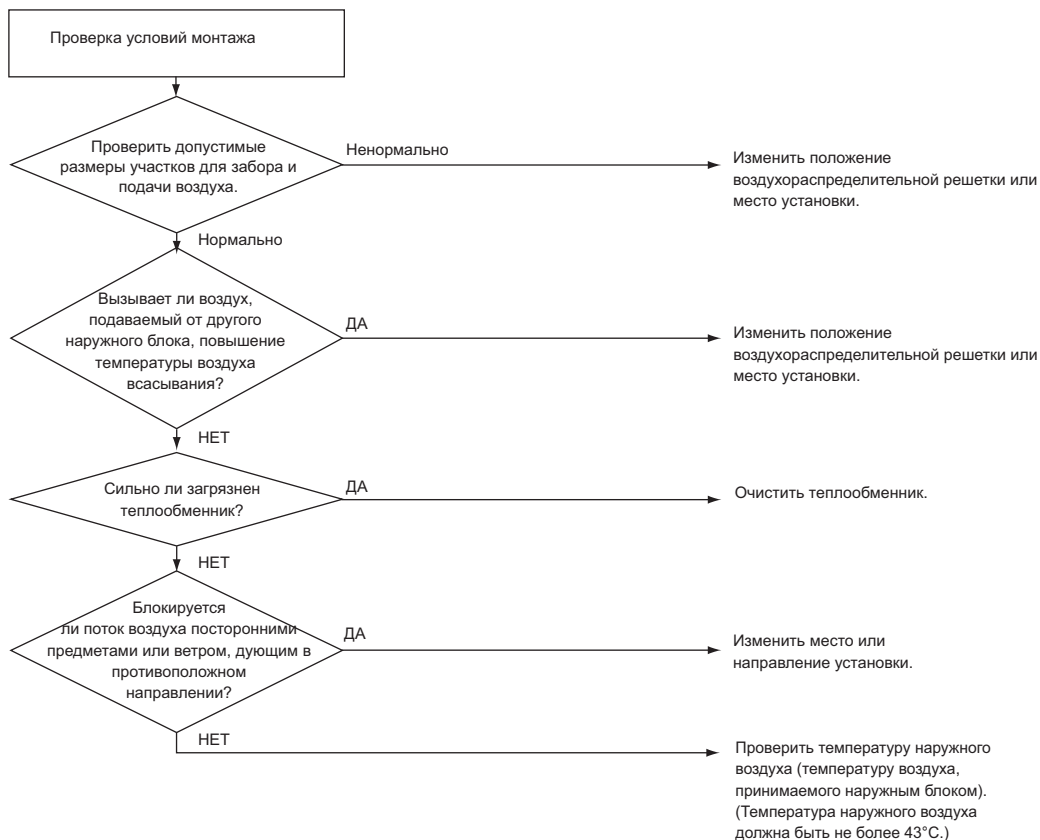 Проверка условий монтажа
Проверить допустимые
размеры участков для забора и
подачи воздуха.
Ненормально
Изменить положение
воздухораспределительной решетки или
место установки.
Нормально
Вызывает ли воздух,
подаваемый от другого
наружного блока, повышение
температуры воздуха
всасывания?
ДА
Изменить положение
воздухораспределительной решетки или
место установки.
НЕТ
Сильно ли загрязнен
теплообменник?
ДА
Очистить теплообменник.
НЕТ
Блокируется
ли поток воздуха посторонними
предметами или ветром, дующим в
противоположном
направлении?
ДА
Изменить место или
направление установки.
НЕТ
Проверить температуру наружного
воздуха (температуру воздуха,
принимаемого наружным блоком).
(Температура наружного воздуха
должна быть не более 43°C.)